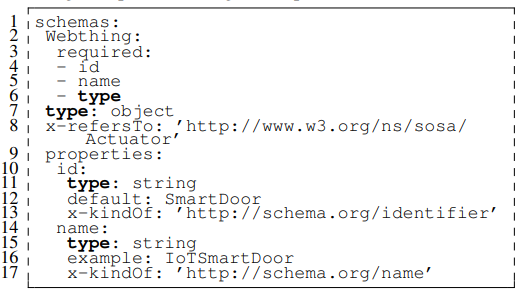 1 schemas:
2 Webthing:
3 required:
4 - id
5 - name
6 - type
7 type: object
8 x-refersTo: 'http://www.w3.org/ns/sosa/
Actuator'
9 properties:
10 id:
11 type: string
12 default: SmartDoor
13 x-kindOf: 'http://schema.org/identifier'
14 name:
15 type: string
16 example: IoTSmartDoor
17 x-kindOf: 'http://schema.org/name'